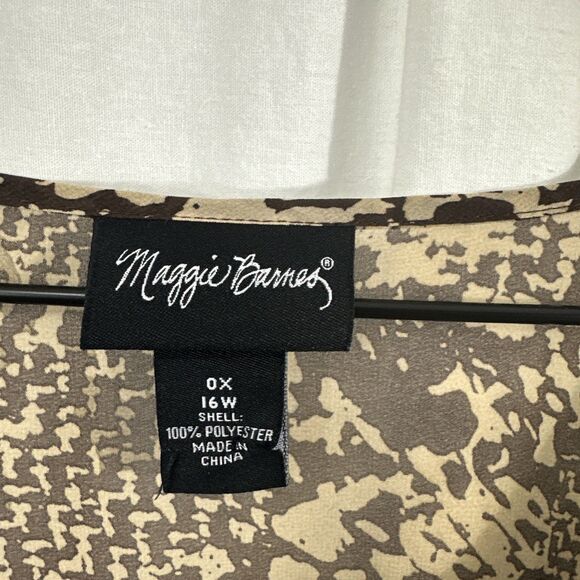 Maggie Barnes®
0X
16W
SHELL:
100% POLYESTER
MADE IN
CHINA